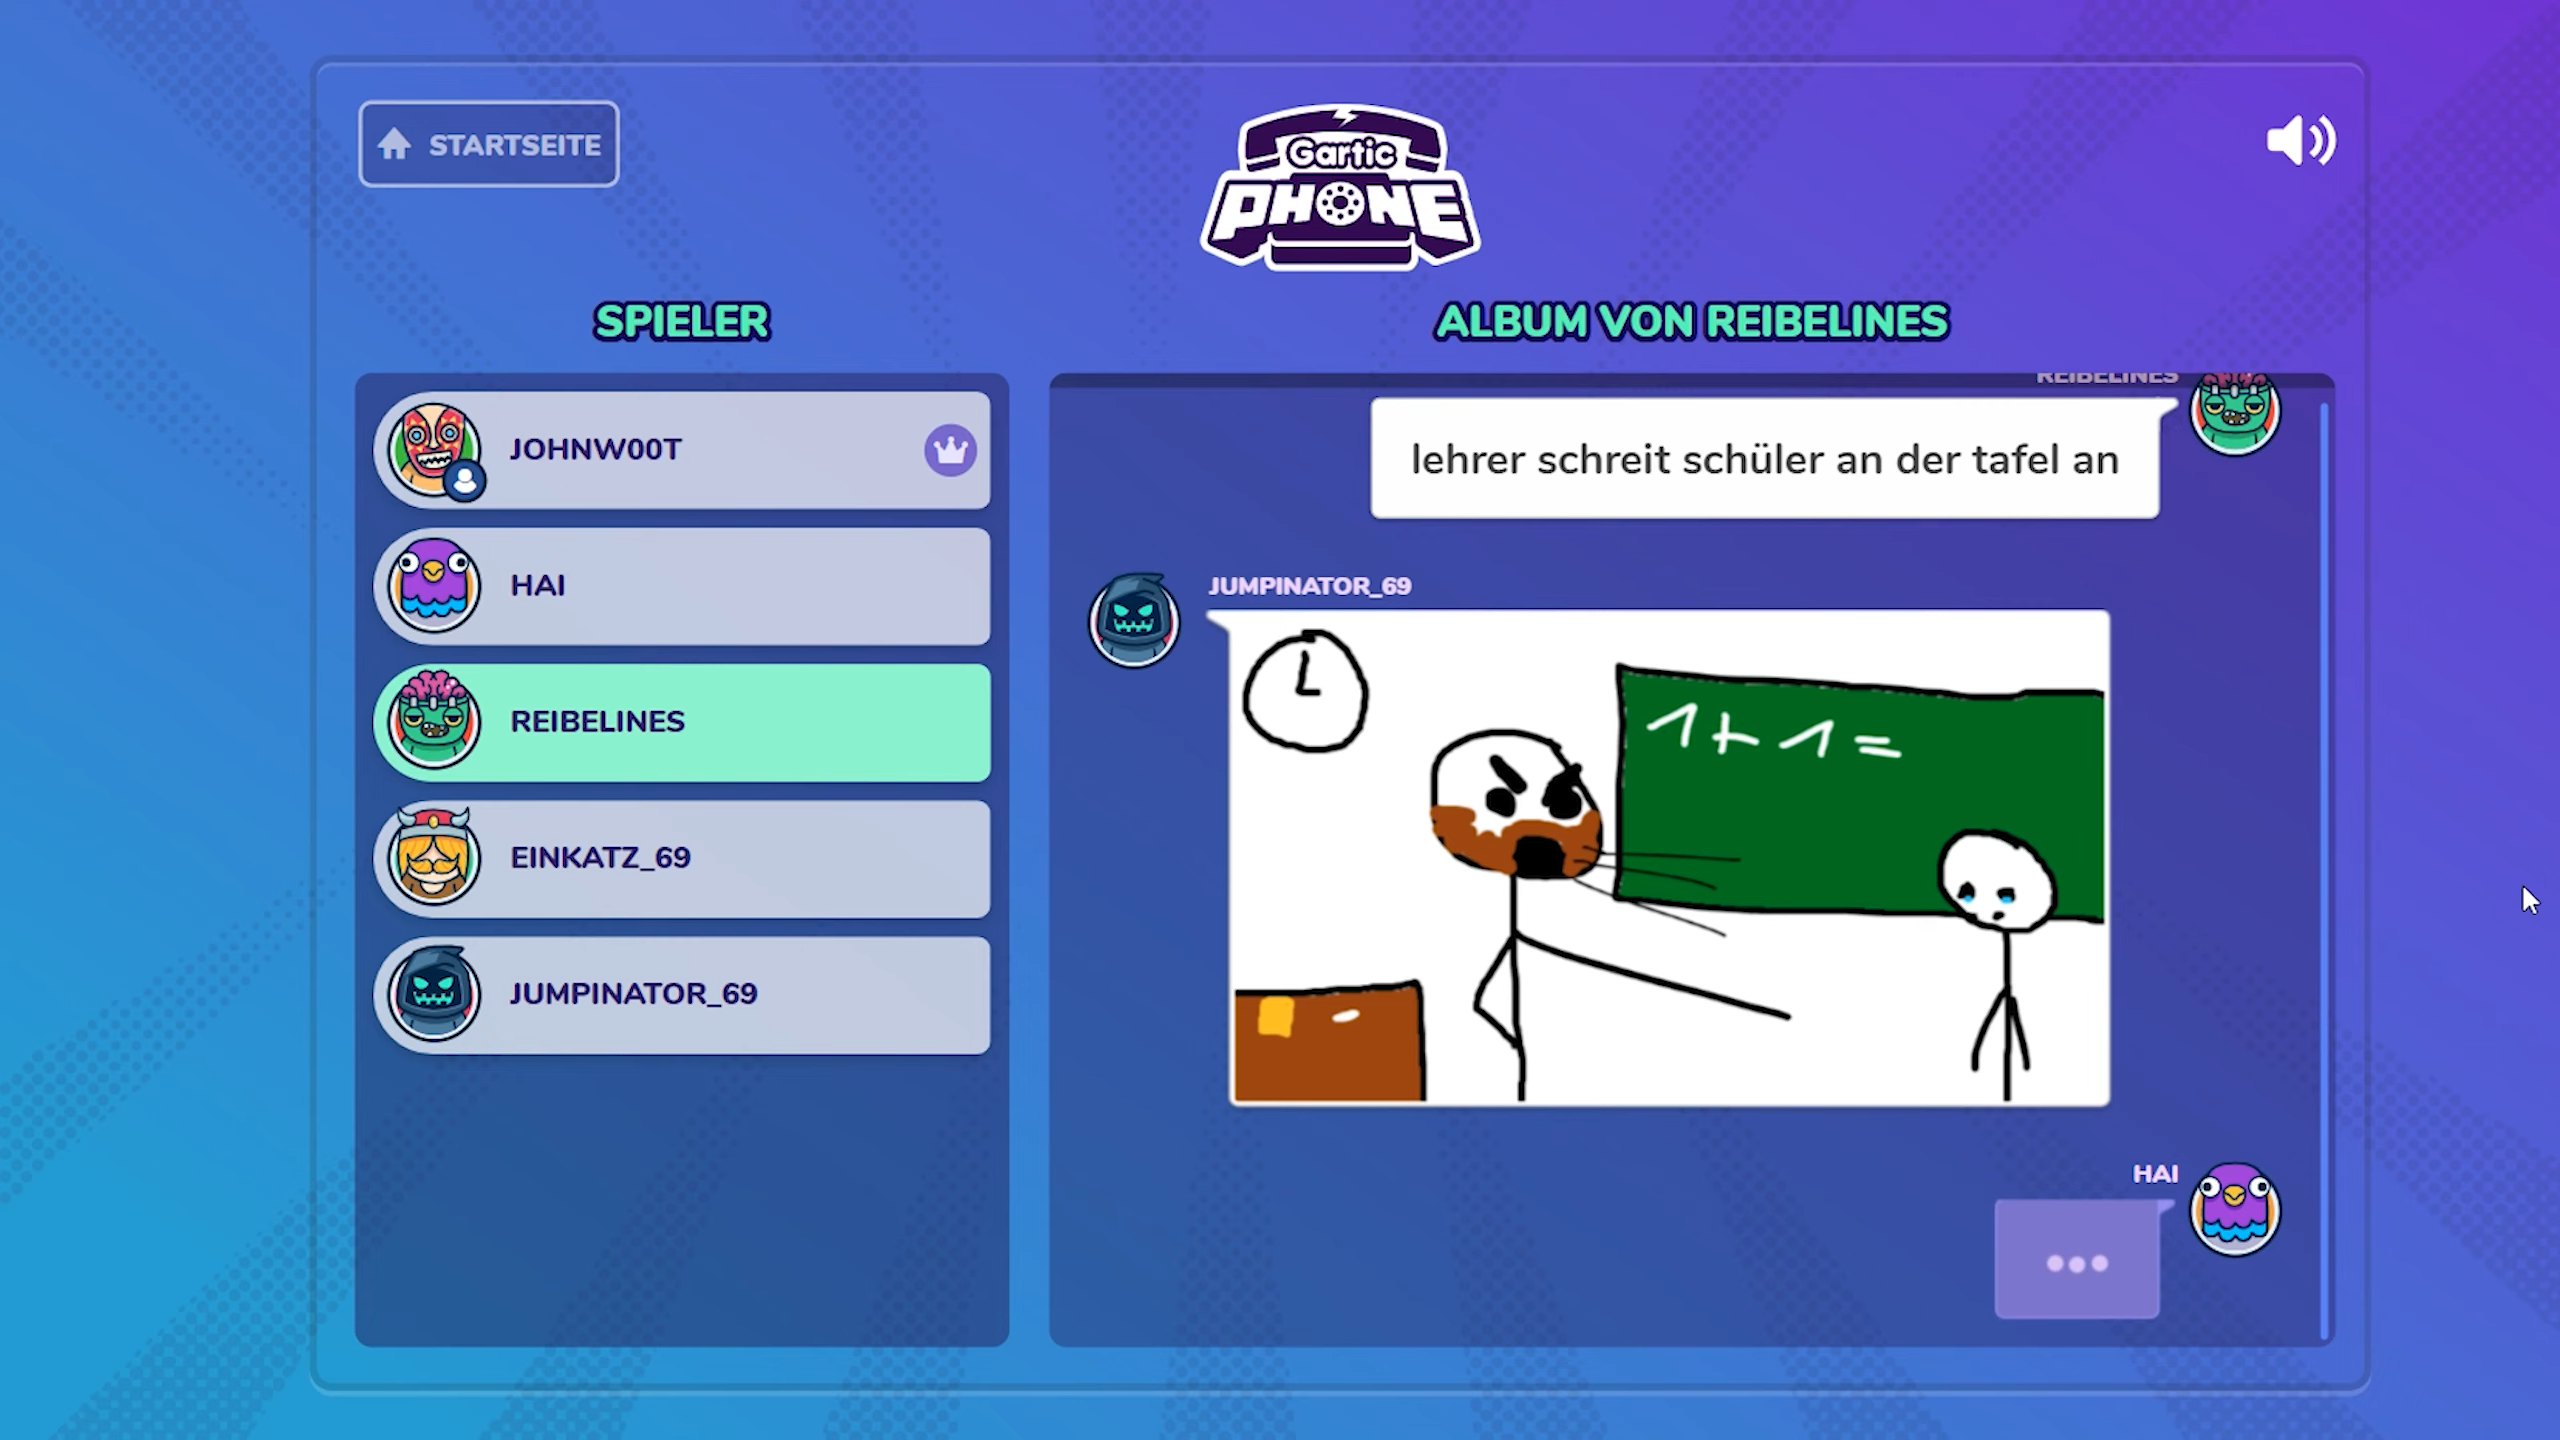 STARTSEITE
Gartic
PHONE
SPIELER
JOHNW00T
HAI
REIBELINES
EINKATZ_69
JUMPINATOR_69
ALBUM VON REIBELINES
REIBELINES
lehrer schreit schüler an der tafel an
JUMPINATOR_69
1+1=
HAI